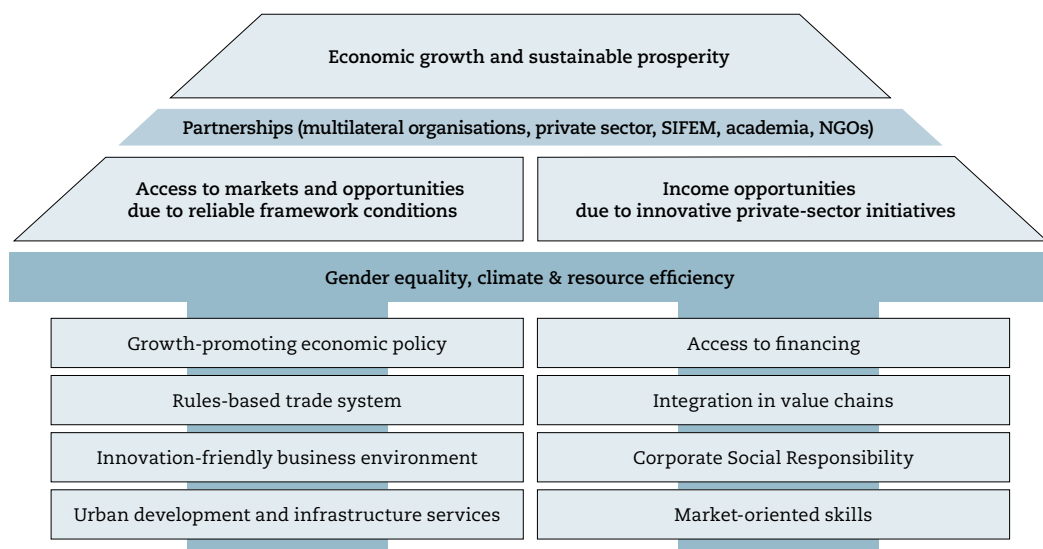 Economic growth and sustainable prosperity
Partnerships (multilateral organisations, private sector, SIFEM, academia, NGOs)
Access to markets and opportunities
due to reliable framework conditions
Income opportunities
due to innovative private-sector initiatives
Gender equality, climate & resource efficiency
Growth-promoting economic policy
Access to financing
Rules-based trade system
Integration in value chains
Innovation-friendly business environment
Corporate Social Responsibility
Urban development and infrastructure services
Market-oriented skills